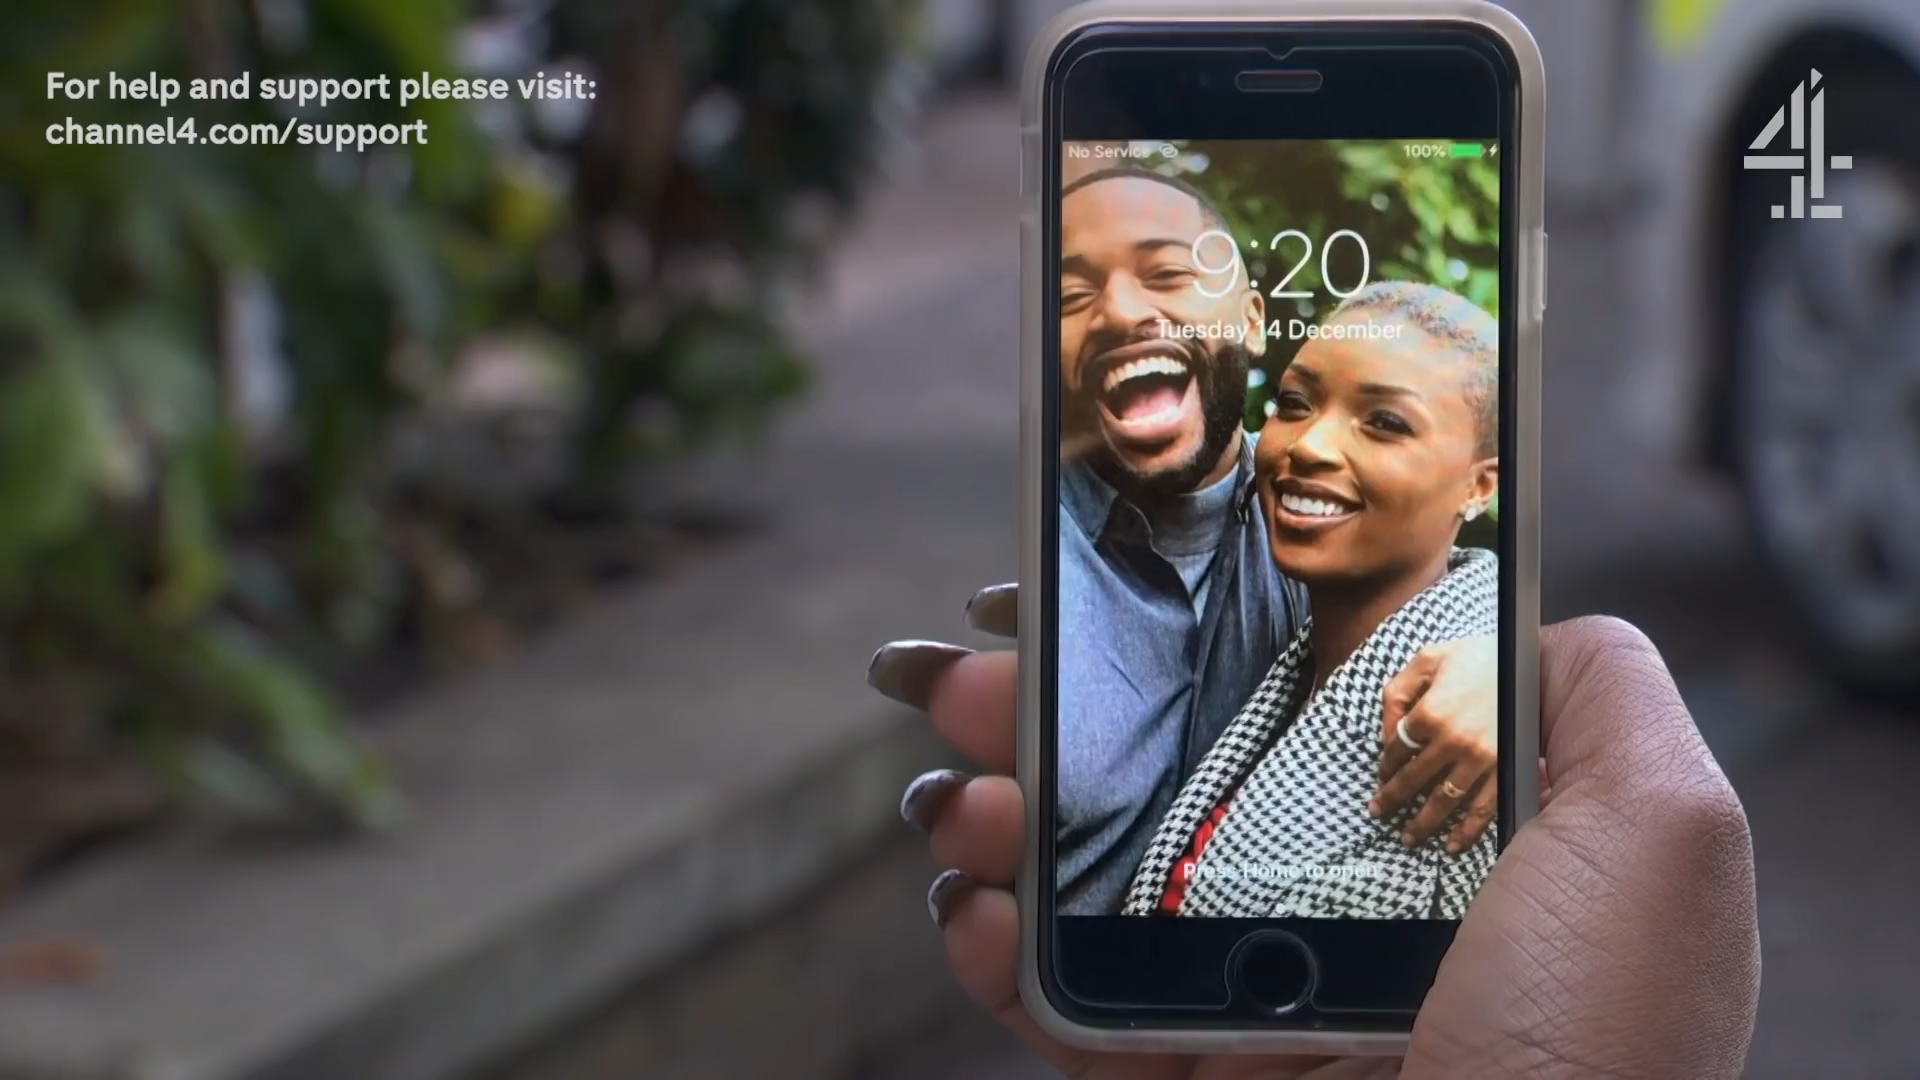 For help and support please visit:
channel4.com/support
No Service
100%
9:20
Tuesday 14 December
Press Home to open